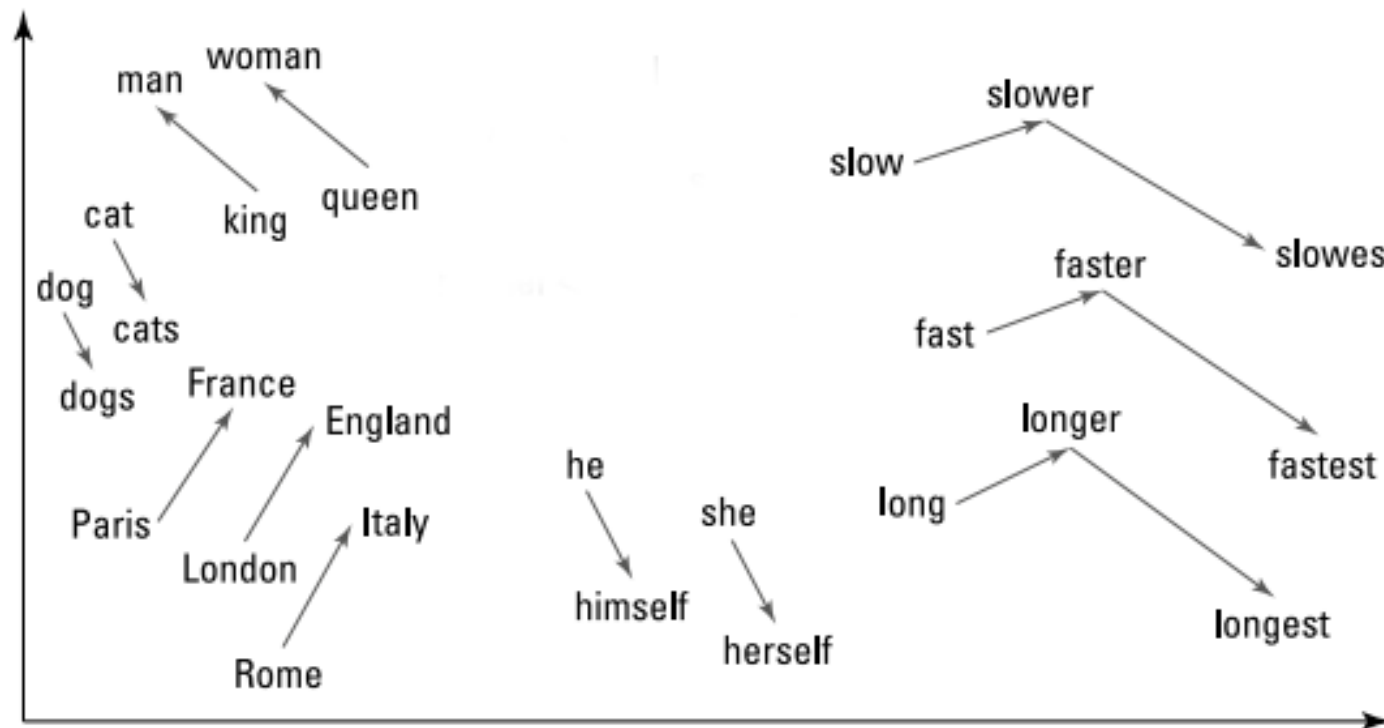 woman
man
slower
slow
queen
cat
king
slowes
faster
dog
cats
fast
France
dogs
England
longer
he
fastest
long
she
Paris
Italy
London
himself
longest
herself
Rome